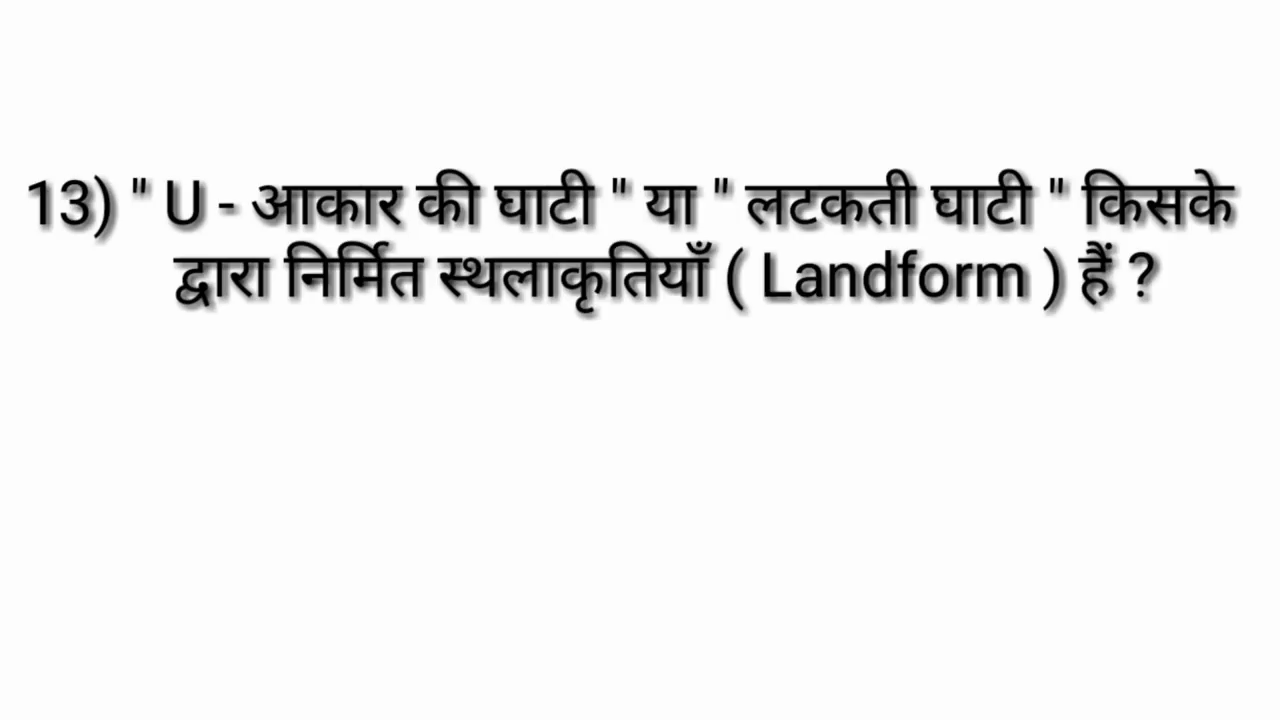 13) " U - आकार की घाटी " या " लटकती घाटी " किसके
द्वारा निर्मित स्थलाकृतियाँ ( Landform ) हैं ?